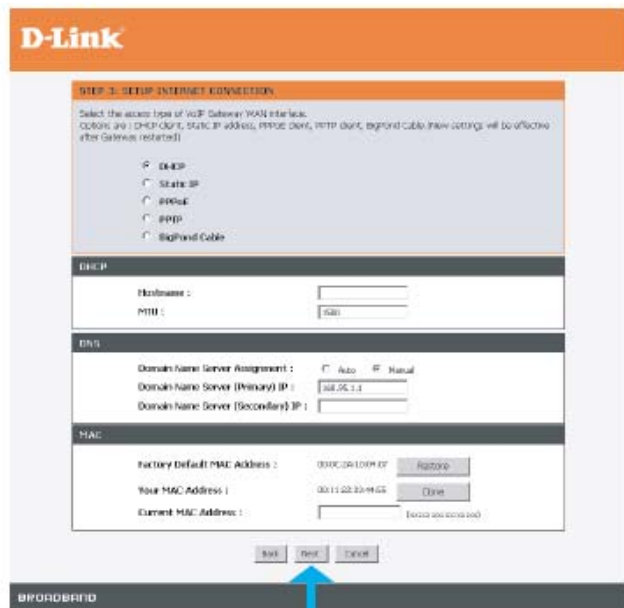 D-Link
STEP 3: SETUP INTERNET CONNECTION
Select the access type of VoIP Gateway WAN interface.
Options are : DHCP client, Static IP address, PPPoE client, PPTP client, BigPond Cable (New settings will be effective
after Gateway restarted)
DHCP
Static IP
PPPoE
PPTP
BigPond Cable
DHCP
Hostname :
MTU : 1500
DNS
Domain Name Server Assignment : Auto Manual
Domain Name Server (Primary) IP : 168.95.1.1
Domain Name Server (Secondary) IP :
MAC
Factory Default MAC Address : Restore
Your MAC Address : 00:11:22:33:44:55 Clone
Current MAC Address :
Back Next Cancel
BROADBAND